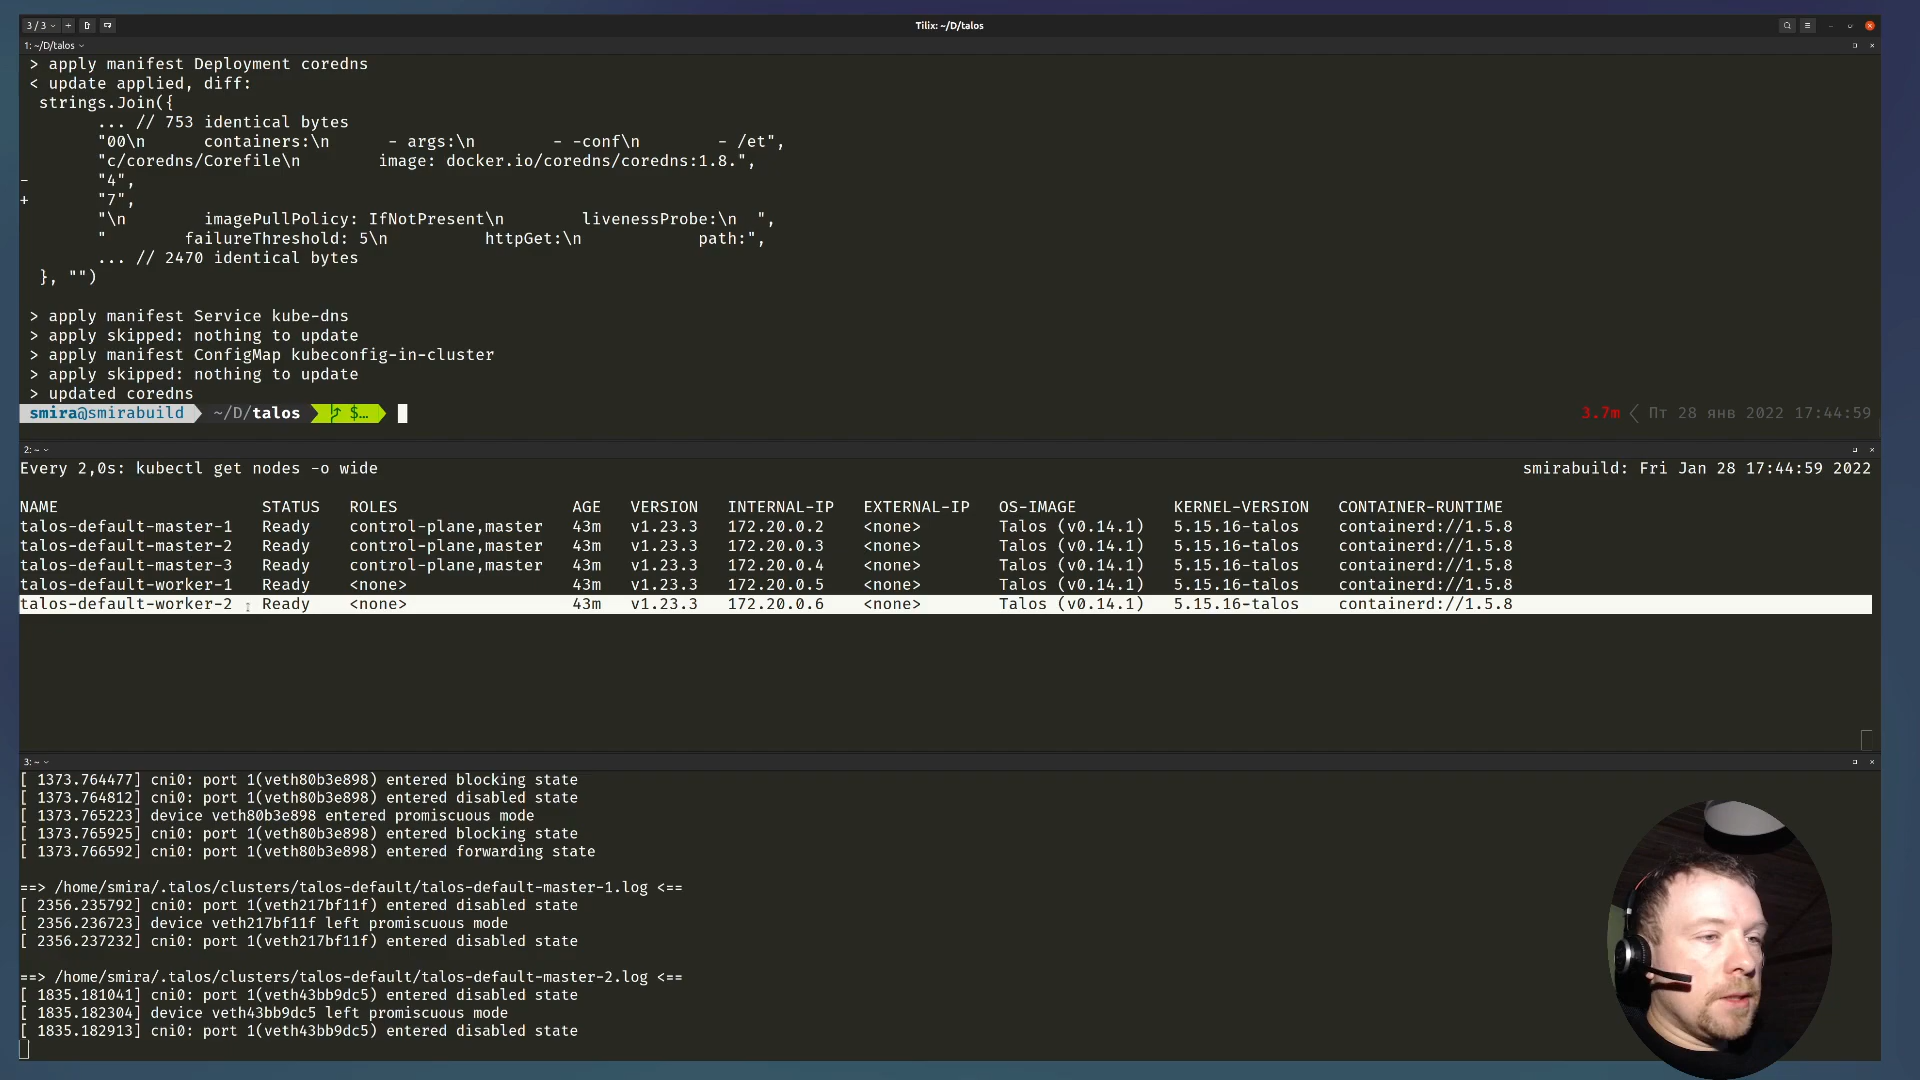 3 / 3
Tilix: ~/D/talos
1: ~/D/talos
> apply manifest Deployment coredns
< update applied, diff:
strings.Join({
... // 753 identical bytes
"00\n      containers:\n      - args:\n        - -conf\n        - /et",
"c/coredns/Corefile\n          image: docker.io/coredns/coredns:1.8.",
- "4",
+ "7",
"\n        imagePullPolicy: IfNotPresent\n        livenessProbe:\n  ",
"        failureThreshold: 5\n          httpGet:\n            path:",
... // 2470 identical bytes
}, "")
> apply manifest Service kube-dns
> apply skipped: nothing to update
> apply manifest ConfigMap kubeconfig-in-cluster
> apply skipped: nothing to update
> updated coredns
smira@smirabuild ~/D/talos $… 3.7m Пт 28 янв 2022 17:44:59
2: ~
Every 2,0s: kubectl get nodes -o wide smirabuild: Fri Jan 28 17:44:59 2022
NAME STATUS ROLES AGE VERSION INTERNAL-IP EXTERNAL-IP OS-IMAGE KERNEL-VERSION CONTAINER-RUNTIME
talos-default-master-1 Ready control-plane,master 43m v1.23.3 172.20.0.2 <none> Talos (v0.14.1) 5.15.16-talos containerd://1.5.8
talos-default-master-2 Ready control-plane,master 43m v1.23.3 172.20.0.3 <none> Talos (v0.14.1) 5.15.16-talos containerd://1.5.8
talos-default-master-3 Ready control-plane,master 43m v1.23.3 172.20.0.4 <none> Talos (v0.14.1) 5.15.16-talos containerd://1.5.8
talos-default-worker-1 Ready <none> 43m v1.23.3 172.20.0.5 <none> Talos (v0.14.1) 5.15.16-talos containerd://1.5.8
talos-default-worker-2 Ready <none> 43m v1.23.3 172.20.0.6 <none> Talos (v0.14.1) 5.15.16-talos containerd://1.5.8
3: ~
[ 1373.764477] cni0: port 1(veth80b3e898) entered blocking state
[ 1373.764812] cni0: port 1(veth80b3e898) entered disabled state
[ 1373.765223] device veth80b3e898 entered promiscuous mode
[ 1373.765925] cni0: port 1(veth80b3e898) entered blocking state
[ 1373.766592] cni0: port 1(veth80b3e898) entered forwarding state
==> /home/smira/.talos/clusters/talos-default/talos-default-master-1.log <==
[ 2356.235792] cni0: port 1(veth217bf11f) entered disabled state
[ 2356.236723] device veth217bf11f left promiscuous mode
[ 2356.237232] cni0: port 1(veth217bf11f) entered disabled state
==> /home/smira/.talos/clusters/talos-default/talos-default-master-2.log <==
[ 1835.181041] cni0: port 1(veth43bb9dc5) entered disabled state
[ 1835.182304] device veth43bb9dc5 left promiscuous mode
[ 1835.182913] cni0: port 1(veth43bb9dc5) entered disabled state